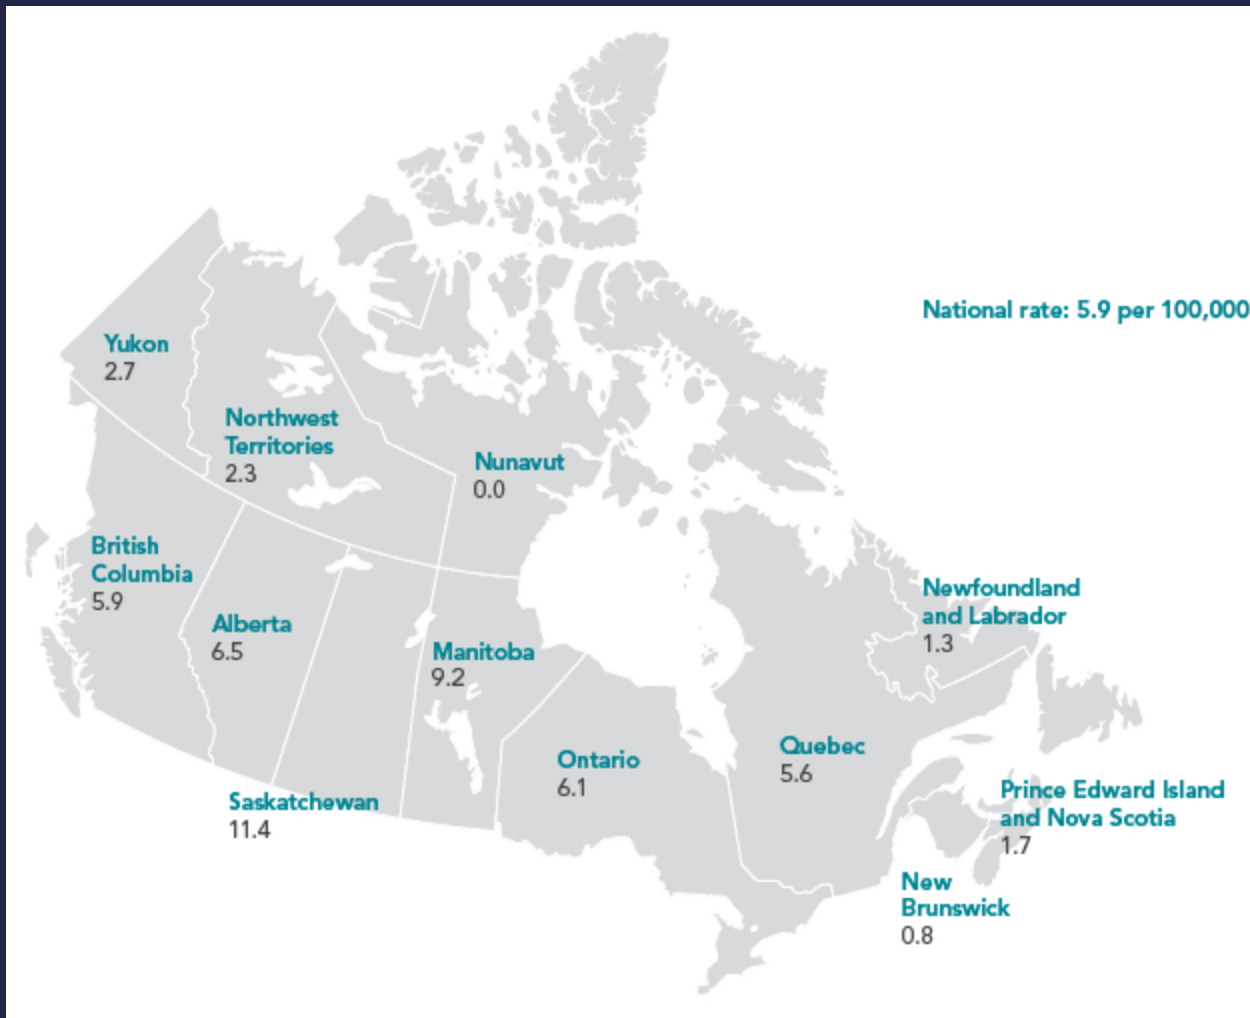 National rate: 5.9 per 100,000
Yukon
2.7
Northwest
Territories
2.3
Nunavut
0.0
British
Columbia
5.9
Alberta
6.5
Saskatchewan
11.4
Manitoba
9.2
Ontario
6.1
Quebec
5.6
Newfoundland
and Labrador
1.3
Prince Edward Island
and Nova Scotia
1.7
New
Brunswick
0.8